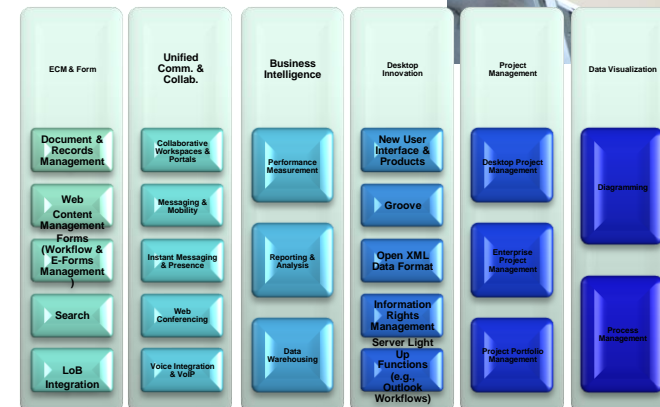 ECM & Form
Document &
Records
Management
Web
Content
Management
Forms
(Workflow &
E-Forms
Management
)
Search
LoB
Integration
Unified
Comm. &
Collab.
Collaborative
Workspaces &
Portals
Messaging &
Mobility
Instant Messaging
& Presence
Web
Conferencing
Voice Integration
& VoIP
Business
Intelligence
Performance
Measurement
Reporting &
Analysis
Data
Warehousing
Desktop
Innovation
New User
Interface &
Products
Groove
Open XML
Data Format
Information
Rights
Management
Server Light
Up
Functions
(e.g.,
Outlook
Workflows)
Project
Management
Desktop Project
Management
Enterprise
Project
Management
Project Portfolio
Management
Data Visualization
Diagramming
Process
Management